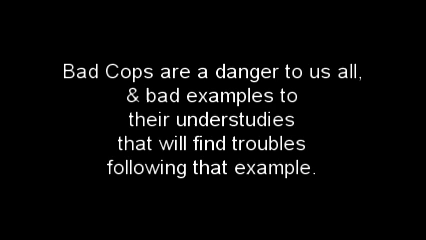 Bad Cops are a danger to us all,
& bad examples to
their understudies
that will find troubles
following that example.